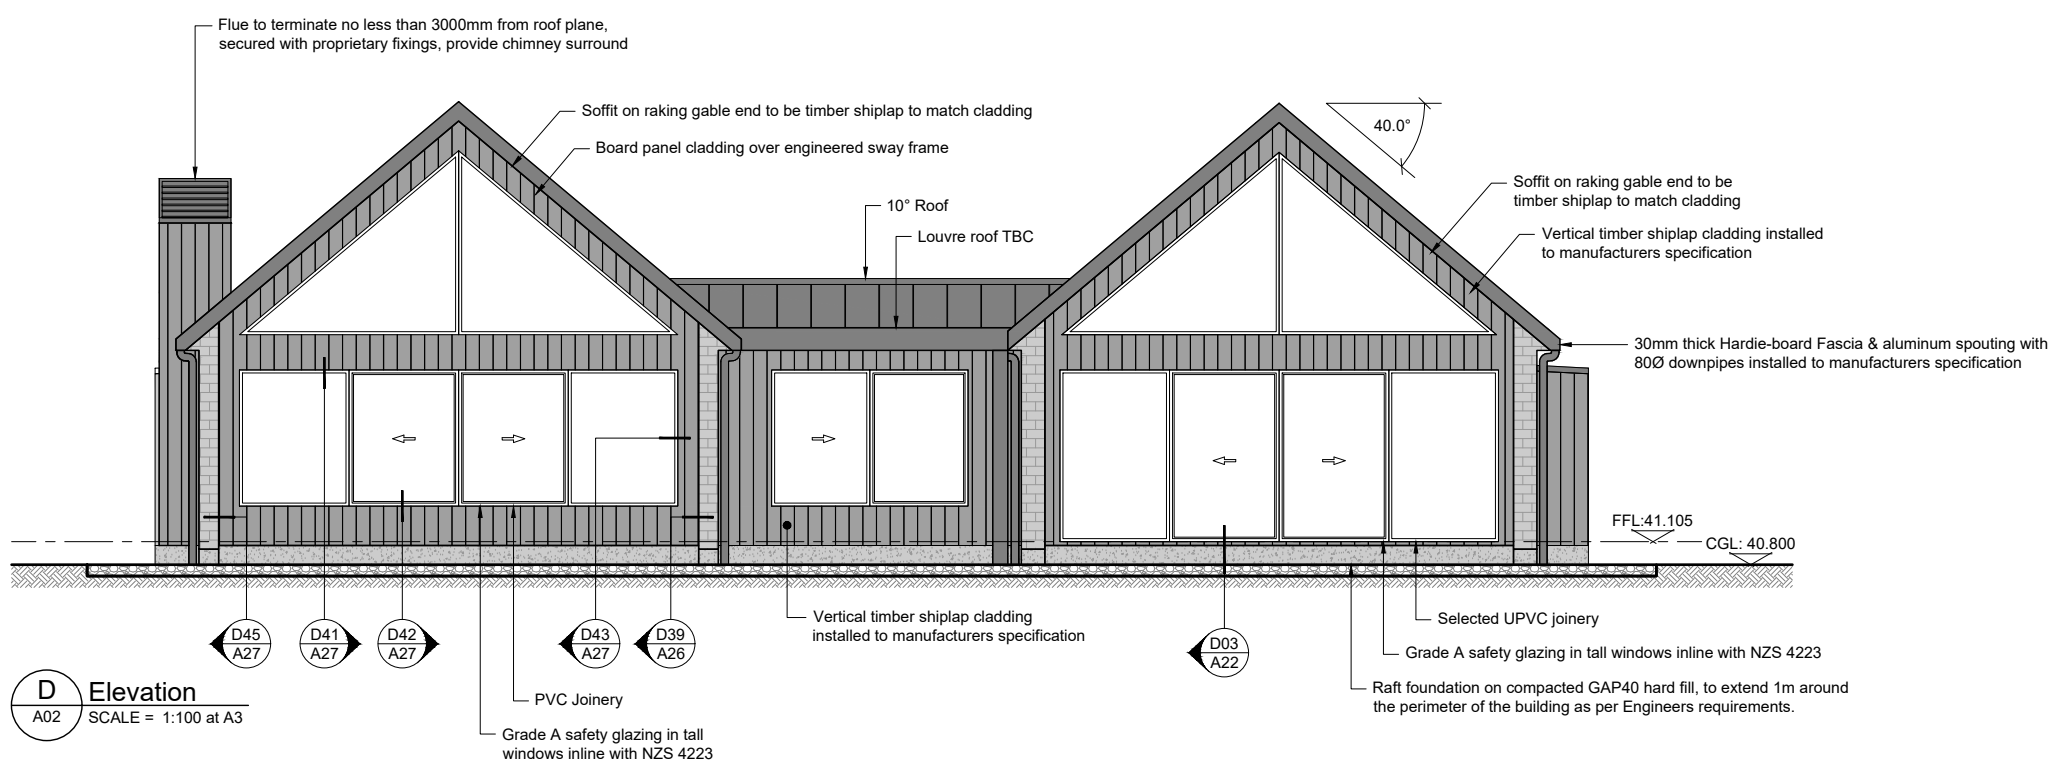 Flue to terminate no less than 3000mm from roof plane,
secured with proprietary fixings, provide chimney surround
Soffit on raking gable end to be timber shiplap to match cladding
Board panel cladding over engineered sway frame
10° Roof
Louvre roof TBC
40.0°
Soffit on raking gable end to be
timber shiplap to match cladding
Vertical timber shiplap cladding installed
to manufacturers specification
30mm thick Hardie-board Fascia & aluminum spouting with
80Ø downpipes installed to manufacturers specification
FFL:41.105
CGL: 40.800
D45
A27
D41
A27
D42
A27
D43
A27
D39
A26
Vertical timber shiplap cladding
installed to manufacturers specification
D03
A22
Selected UPVC joinery
Grade A safety glazing in tall windows inline with NZS 4223
Raft foundation on compacted GAP40 hard fill, to extend 1m around
the perimeter of the building as per Engineers requirements.
PVC Joinery
Grade A safety glazing in tall
windows inline with NZS 4223
D
A02
Elevation
SCALE = 1:100 at A3